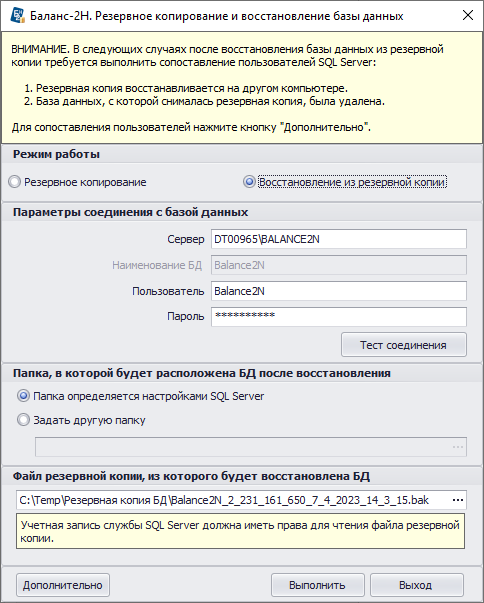 Баланс-2Н. Резервное копирование и восстановление базы данных
ВНИМАНИЕ. В следующих случаях после восстановления базы данных из резервной
копии требуется выполнить сопоставление пользователей SQL Server:
1. Резервная копия восстанавливается на другом компьютере.
2. База данных, с которой снималась резервная копия, была удалена.
Для сопоставления пользователей нажмите кнопку "Дополнительно".
Режим работы
Резервное копирование
Восстановление из резервной копии
Параметры соединения с базой данных
Сервер DT00965\BALANCE2N
Наименование БД Balance2N
Пользователь Balance2N
Пароль **********
Тест соединения
Папка, в которой будет расположена БД после восстановления
Папка определяется настройками SQL Server
Задать другую папку
...
Файл резервной копии, из которого будет восстановлена БД
C:\Temp\Резервная копия БД\Balance2N_2_231_161_650_7_4_2023_14_3_15.bak ...
Учетная запись службы SQL Server должна иметь права для чтения файла резервной
копии.
Дополнительно
Выполнить
Выход